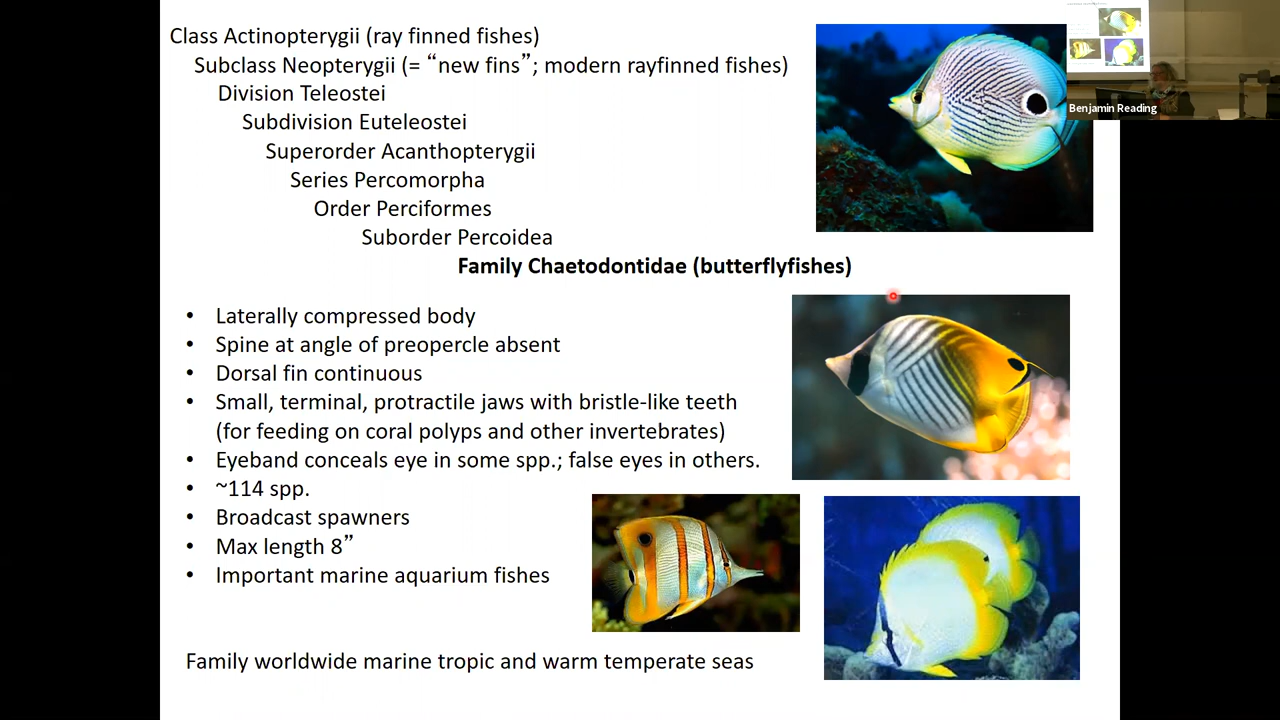 Class Actinopterygii (ray finned fishes)
Subclass Neopterygii (= “new fins”; modern rayfinned fishes)
Division Teleostei
Subdivision Euteleostei
Superorder Acanthopterygii
Series Percomorpha
Order Perciformes
Suborder Percoidea
Family Chaetodontidae (butterflyfishes)
• Laterally compressed body
• Spine at angle of preopercle absent
• Dorsal fin continuous
• Small, terminal, protractile jaws with bristle-like teeth
(for feeding on coral polyps and other invertebrates)
• Eyeband conceals eye in some spp.; false eyes in others.
• ~114 spp.
• Broadcast spawners
• Max length 8”
• Important marine aquarium fishes
Family worldwide marine tropic and warm temperate seas
Benjamin Reading